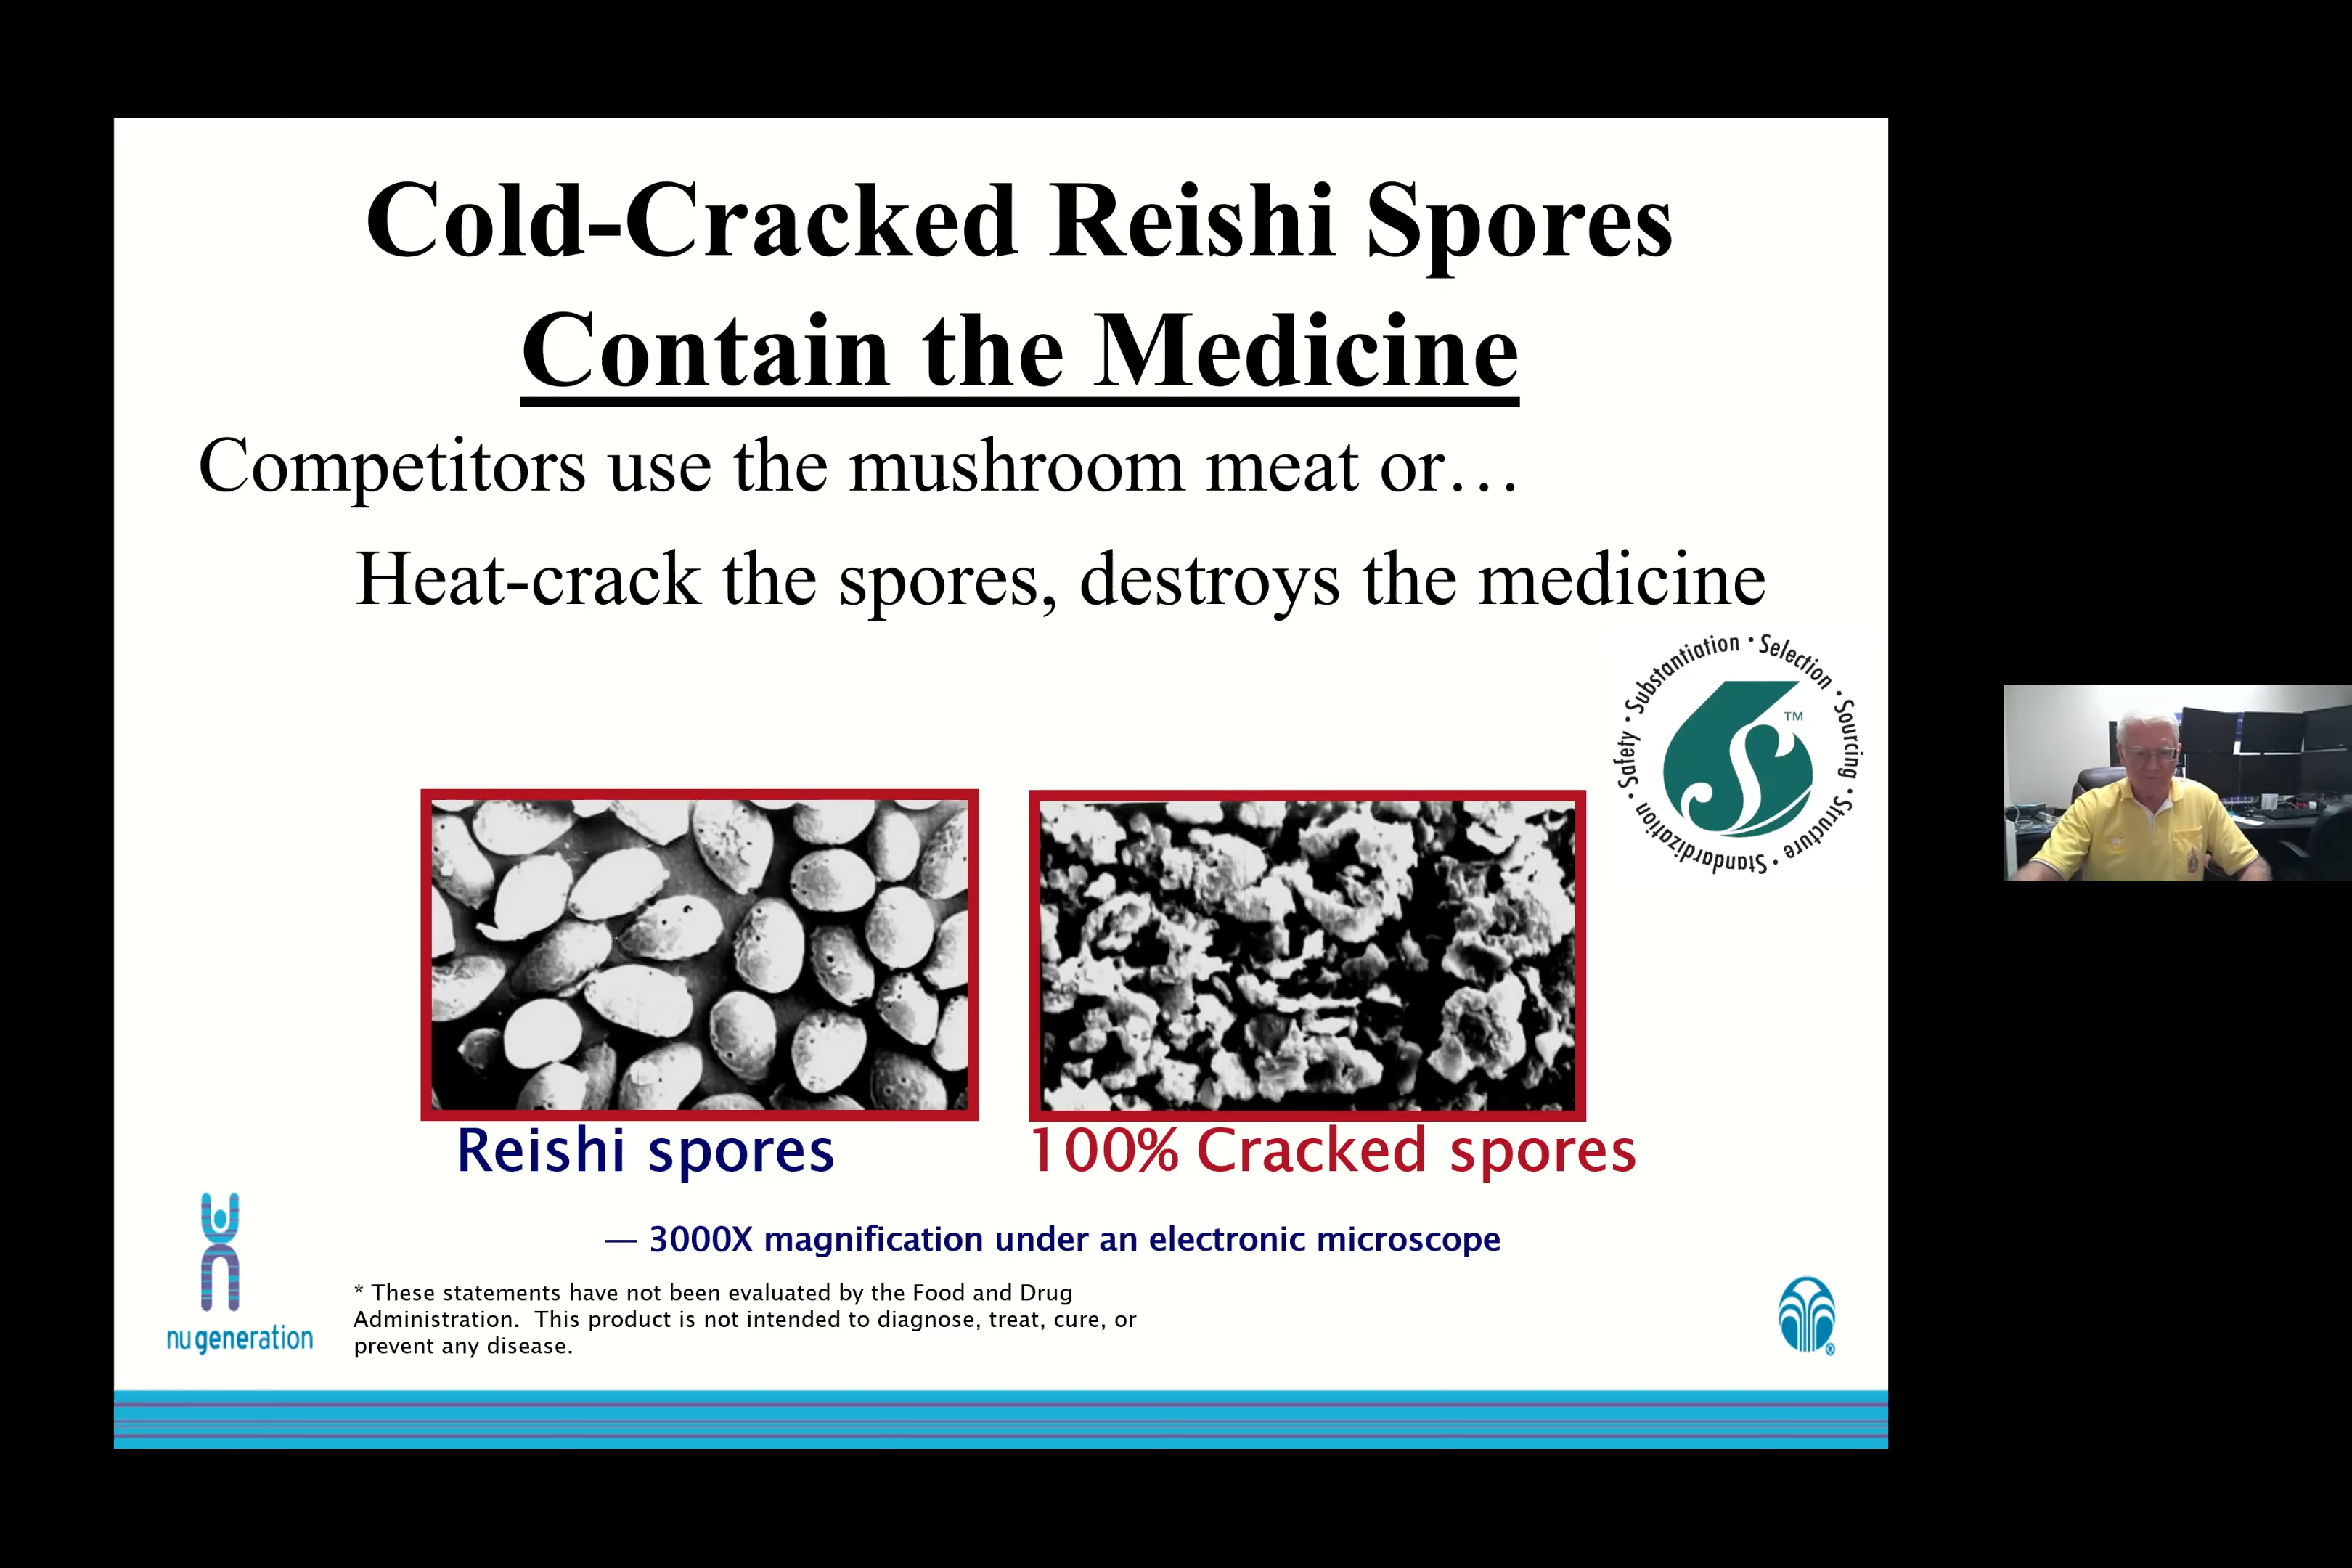 Cold-Cracked Reishi Spores
Contain the Medicine
Competitors use the mushroom meat or…
Heat-crack the spores, destroys the medicine
Safety • Substantiation • Selection • Sourcing • Structure • Standardization •
6S
TM
Reishi spores
100% Cracked spores
— 3000X magnification under an electronic microscope
* These statements have not been evaluated by the Food and Drug
Administration.  This product is not intended to diagnose, treat, cure, or
prevent any disease.
nugeneration
®